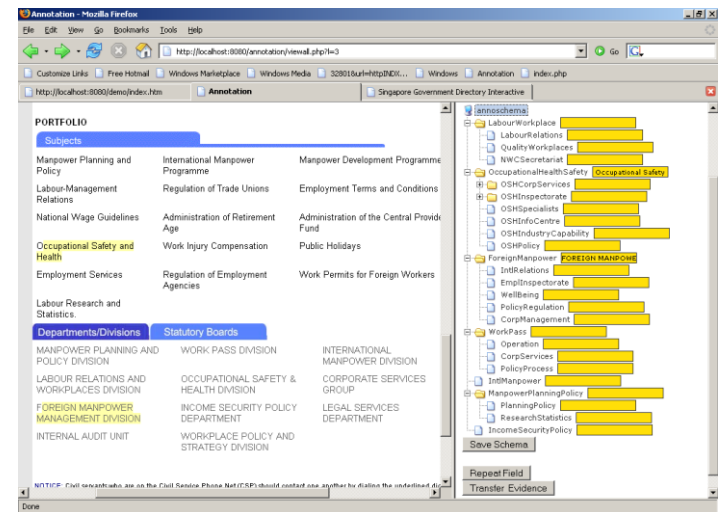 Annotation - Mozilla Firefox
File Edit View Go Bookmarks Tools Help
http://localhost:8080/annotation/viewall.php?l=3
Go
Customize Links Free Hotmail Windows Marketplace Windows Media 32801&url=httpINDX... Windows Annotation index.php
http://localhost:8080/demo/index.htm Annotation Singapore Government Directory Interactive
PORTFOLIO
Subjects
Manpower Planning and Policy
International Manpower Programme
Manpower Development Programme
Labour-Management Relations
Regulation of Trade Unions
Employment Terms and Conditions
National Wage Guidelines
Administration of Retirement Age
Administration of the Central Provide Fund
Occupational Safety and Health
Work Injury Compensation
Public Holidays
Employment Services
Regulation of Employment Agencies
Work Permits for Foreign Workers
Labour Research and Statistics.
Departments/Divisions Statutory Boards
MANPOWER PLANNING AND POLICY DIVISION
WORK PASS DIVISION
INTERNATIONAL MANPOWER DIVISION
LABOUR RELATIONS AND WORKPLACES DIVISION
OCCUPATIONAL SAFETY & HEALTH DIVISION
CORPORATE SERVICES GROUP
FOREIGN MANPOWER MANAGEMENT DIVISION
INCOME SECURITY POLICY DEPARTMENT
LEGAL SERVICES DEPARTMENT
INTERNAL AUDIT UNIT
WORKPLACE POLICY AND STRATEGY DIVISION
NOTICE: Civil servants who are on the Civil Service Phone Net(CSP) should contact one another by dialing the underlined
annoschema
LabourWorkplace
LabourRelations
QualityWorkplaces
NWCSecretariat
OccupationalHealthSafety Occupational Safety
OSHCorpServices
OSHInspectorate
OSHSpecialists
OSHInfoCentre
OSHIndustryCapability
OSHPolicy
ForeignManpower FOREIGN MANPOWE
IntlRelations
EmplInspectorate
WellBeing
PolicyRegulation
CorpManagement
WorkPass
Operation
CorpServices
PolicyProcess
IntlManpower
ManpowerPlanningPolicy
PlanningPolicy
ResearchStatistics
IncomeSecurityPolicy
Save Schema
Repeat Field
Transfer Evidence
Done